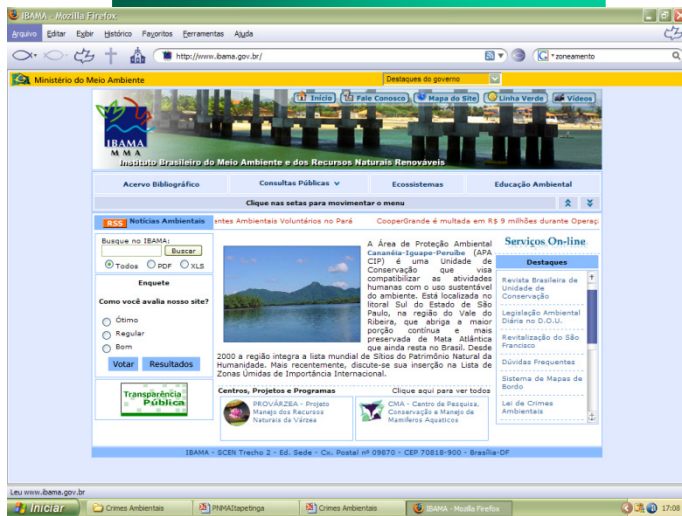 IBAMA - Mozilla Firefox
Arquivo Editar Exibir Histórico Favoritos Ferramentas Ajuda
http://www.ibama.gov.br/
zoneamento
Ministério do Meio Ambiente
Destaques do governo
Início Fale Conosco Mapa do Site Linha Verde Vídeos
IBAMA
M M A
Instituto Brasileiro do Meio Ambiente e dos Recursos Naturais Renováveis
Acervo Bibliográfico Consultas Públicas Ecossistemas Educação Ambiental
Clique nas setas para movimentar o menu
RSS Notícias Ambientais entes Ambientais Voluntários no Pará CooperGrande é multada em R$ 9 milhões durante Operaç
Busque no IBAMA:
Buscar
Todos PDF XLS
Enquete
Como você avalia nosso site?
Ótimo
Regular
Bom
Votar Resultados
Transparência
Pública
A Área de Proteção Ambiental
Cananéia-Iguape-Peruíbe (APA
CIP) é uma Unidade de
Conservação que visa
compatibilizar as atividades
humanas com o uso sustentável
do ambiente. Está localizada no
litoral Sul do Estado de São
Paulo, na região do Vale do
Ribeira, que abriga a maior
porção contínua e mais
preservada de Mata Atlântica
que ainda resta no Brasil. Desde
2000 a região integra a lista mundial de Sítios do Patrimônio Natural da
Humanidade. Mais recentemente, discute-se sua inserção na Lista de
Zonas Úmidas de Importância Internacional.
Centros, Projetos e Programas Clique aqui para ver todos
PROVÁRZEA - Projeto
Manejo dos Recursos
Naturais da Várzea
CMA - Centro de Pesquisa,
Conservação e Manejo de
Mamíferos Aquaticos
Serviços On-line
Destaques
Revista Brasileira de
Unidade de
Conservação
Legislação Ambiental
Diária no D.O.U.
Revitalização do São
Francisco
Dúvidas Frequentes
Sistema de Mapas de
Bordo
Lei de Crimes
Ambientais
IBAMA - SCEN Trecho 2 - Ed. Sede - Cx. Postal nº 09870 - CEP 70818-900 - Brasília-DF
Leu www.ibama.gov.br
Iniciar Crimes Ambientais PNMAItapetinga Crimes Ambientais IBAMA - Mozilla Firefox 17:08